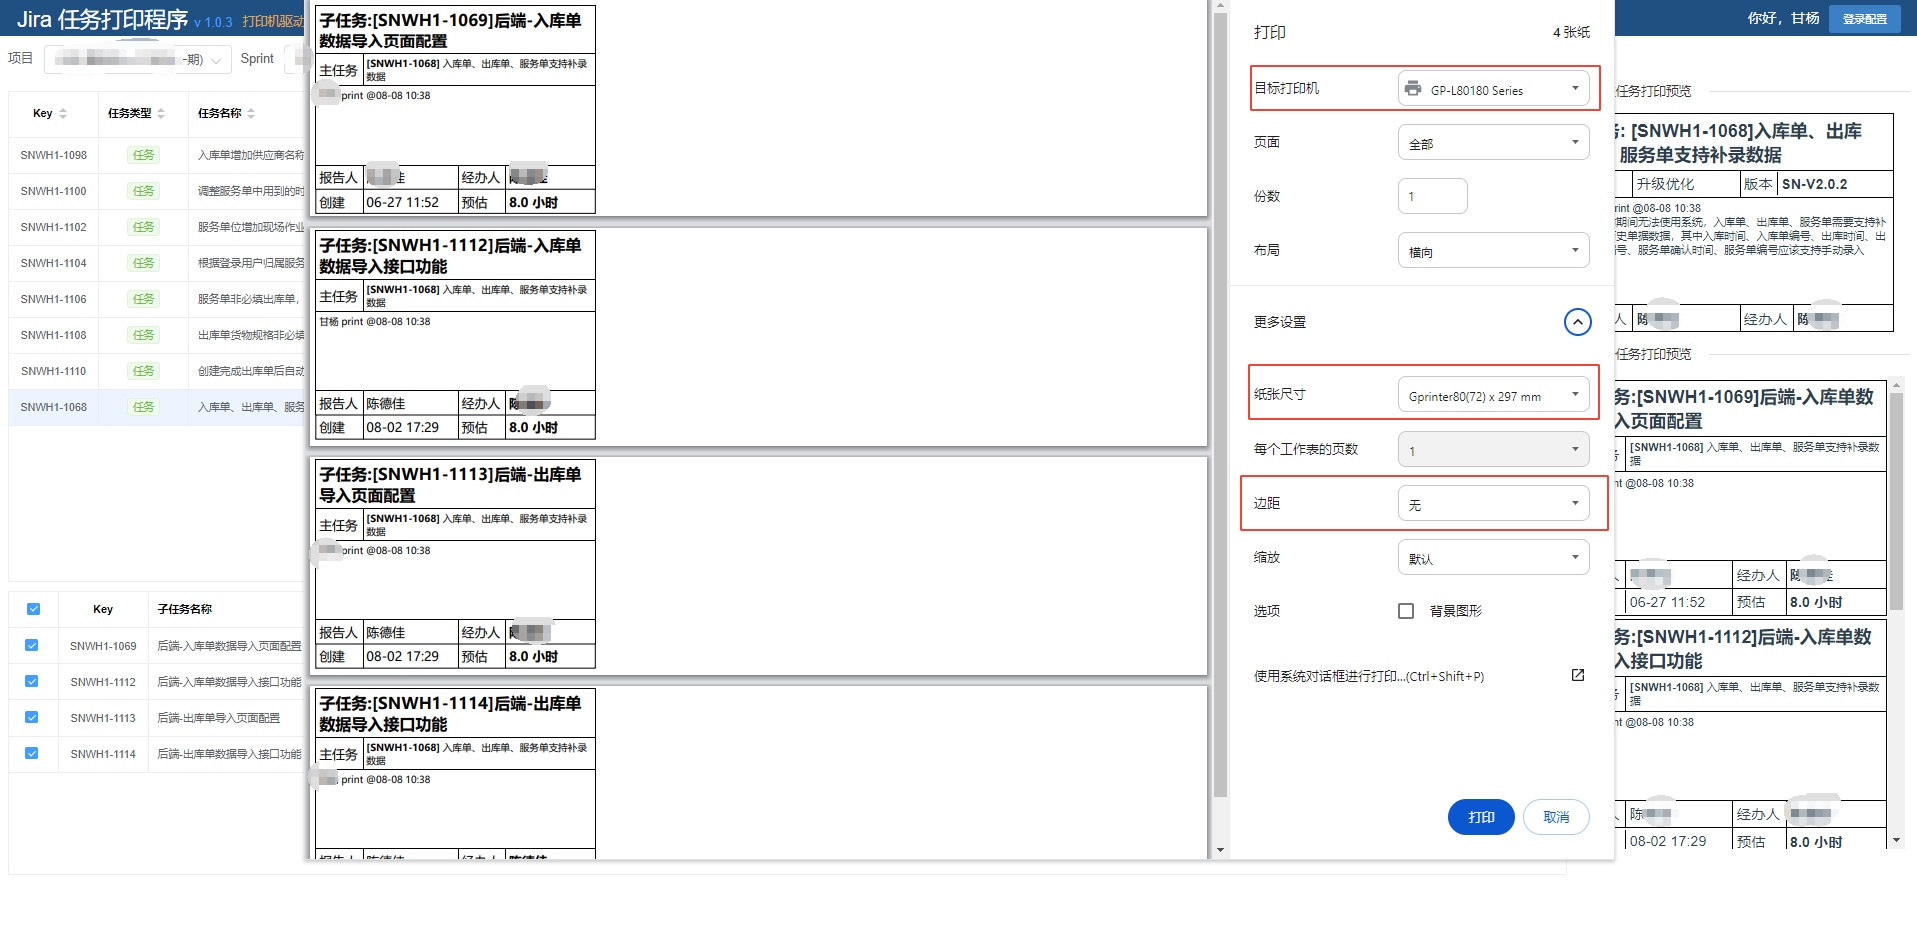 Jira 任务打印程序 v 1.0.3 打印机驱动
你好，甘杨 登录配置
项目 -期) Sprint
Key 任务类型 任务名称
SNWH1-1098 任务 入库单增加供应商名称
SNWH1-1100 任务 调整服务单中用到的时
SNWH1-1102 任务 服务单位增加现场作业
SNWH1-1104 任务 根据登录用户归属服务
SNWH1-1106 任务 服务单非必填出库单，
SNWH1-1108 任务 出库单货物规格非必填
SNWH1-1110 任务 创建完成出库单后自动
SNWH1-1068 任务 入库单、出库单、服务
Key 子任务名称
SNWH1-1069 后端-入库单数据导入页面配置
SNWH1-1112 后端-入库单数据导入接口功能
SNWH1-1113 后端-出库单导入页面配置
SNWH1-1114 后端-出库单数据导入接口功能
子任务:[SNWH1-1069]后端-入库单
数据导入页面配置
主任务 [SNWH1-1068] 入库单、出库单、服务单支持补录
数据
print @08-08 10:38
报告人 佳 经办人
创建 06-27 11:52 预估 8.0 小时
子任务:[SNWH1-1112]后端-入库单
数据导入接口功能
主任务 [SNWH1-1068] 入库单、出库单、服务单支持补录
数据
甘杨 print @08-08 10:38
报告人 陈德佳 经办人
创建 08-02 17:29 预估 8.0 小时
子任务:[SNWH1-1113]后端-出库单
导入页面配置
主任务 [SNWH1-1068] 入库单、出库单、服务单支持补录
数据
print @08-08 10:38
报告人 陈德佳 经办人
创建 08-02 17:29 预估 8.0 小时
子任务:[SNWH1-1114]后端-出库单
数据导入接口功能
主任务 [SNWH1-1068] 入库单、出库单、服务单支持补录
数据
print @08-08 10:38
报告人 陈德佳 经办人 陈德佳
打印 4 张纸
目标打印机 GP-L80180 Series
页面 全部
份数 1
布局 横向
更多设置
纸张尺寸 Gprinter80(72) x 297 mm
每个工作表的页数 1
边距 无
缩放 默认
选项 背景图形
使用系统对话框进行打印...(Ctrl+Shift+P)
打印 取消
任务打印预览
: [SNWH1-1068]入库单、出库
服务单支持补录数据
升级优化 版本 SN-V2.0.2
rint @08-08 10:38
期间无法使用系统，入库单、出库单、服务单需要支持补
史单据数据，其中入库时间、入库单编号、出库时间、出
号、服务单确认时间、服务单编号应该支持手动录入
人 陈 经办人 陈
任务打印预览
务:[SNWH1-1069]后端-入库单数
入页面配置
[SNWH1-1068] 入库单、出库单、服务单支持补录数
据
nt @08-08 10:38
经办人 陈 佳
06-27 11:52 预估 8.0 小时
务:[SNWH1-1112]后端-入库单数
入接口功能
[SNWH1-1068] 入库单、出库单、服务单支持补录数
据
nt @08-08 10:38
陈 经办人
08-02 17:29 预估 8.0 小时